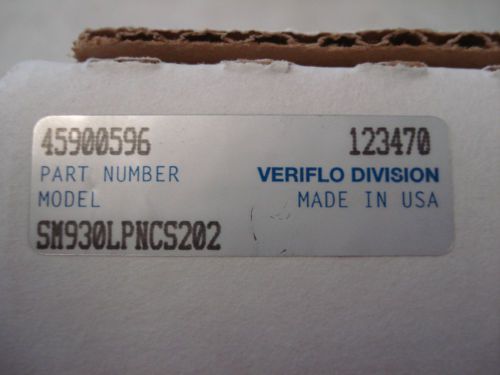 45900596 123470
PART NUMBER VERIFLO DIVISION
MODEL MADE IN USA
SM930LPNCS202